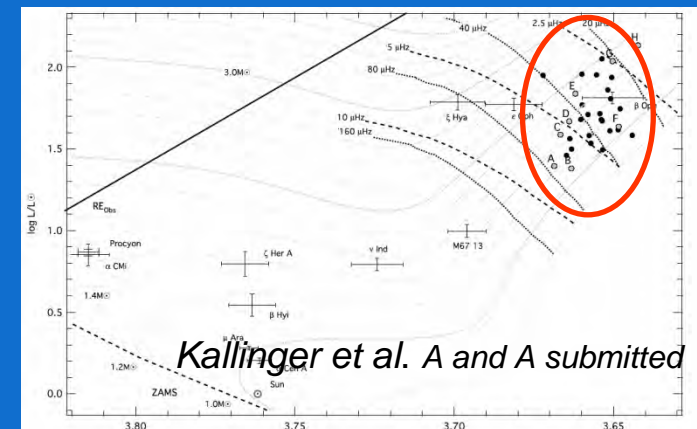 40 μHz
2.5 μHz
20 μHz
H
G
2.0
3.0M⊙
5 μHz
80 μHz
E
ξ Hya
ε Oph
β Oph
10 μHz
160 μHz
D
F
C
1.5
A
B
log L/L⊙
RE Obs
1.0
Procyon
α CMi
ζ Her A
ν Ind
M67 13
1.4M⊙
0.5
β Hyi
μ Ara
Kallinger et al. A and A submitted
α Cen A
1.2M⊙
Sun
0.0
ZAMS
1.0M⊙
3.80
3.75
3.70
3.65